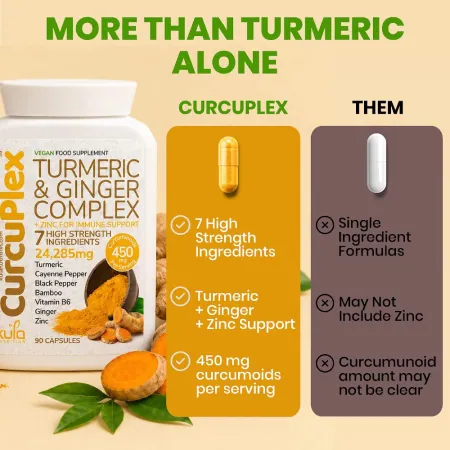 MORE THAN TURMERIC
ALONE
CURCUPLEX
THEM
CurcuPlex
VEGAN FOOD SUPPLEMENT
TURMERIC
& GINGER
COMPLEX
+ ZINC FOR IMMUNE SUPPORT
7 HIGH STRENGTH
INGREDIENTS
24,285mg
Turmeric
Cayenne Pepper
Black Pepper
Bamboo
Vitamin B6
Ginger
Zinc
90 CAPSULES
450
mg
kula
7 High
Strength
Ingredients
Turmeric
+ Ginger
+ Zinc Support
450 mg
curcumoids
per serving
Single
Ingredient
Formulas
May Not
Include Zinc
Curcumunoid
amount may
not be clear